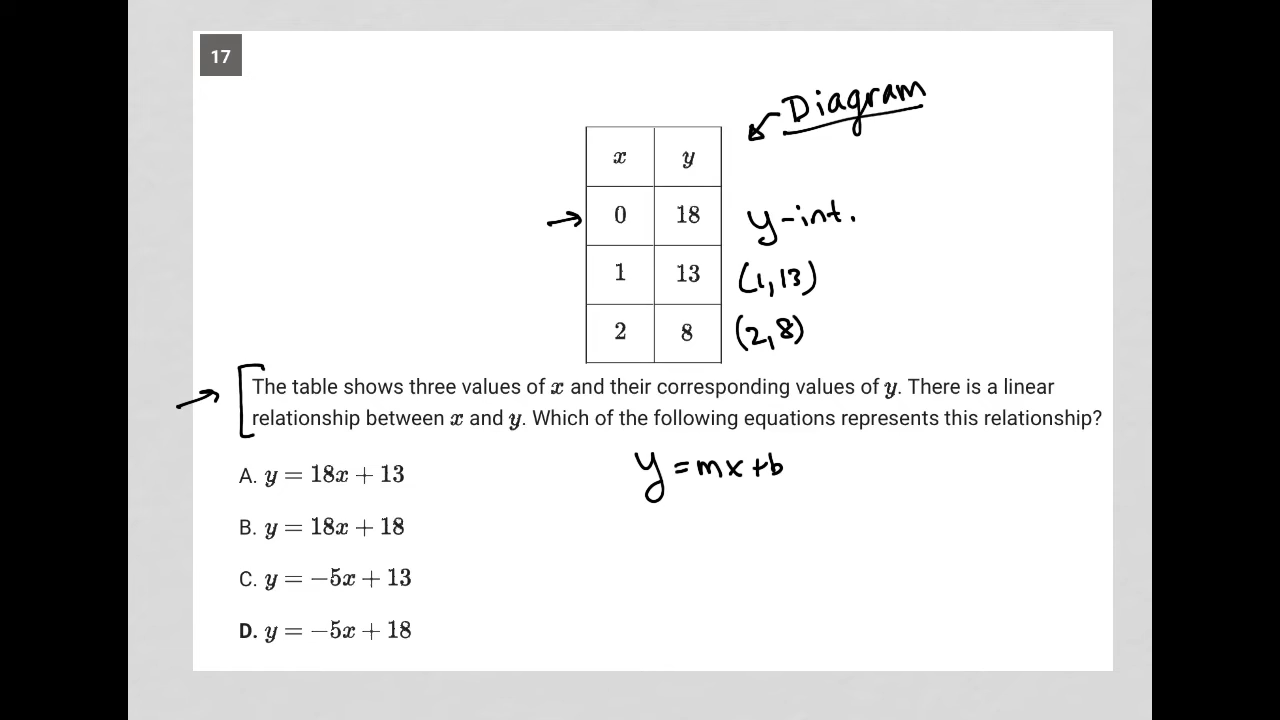 17
Diagram
x y
0 18 y-int.
1 13 (1,13)
2 8 (2,8)
The table shows three values of x and their corresponding values of y. There is a linear
relationship between x and y. Which of the following equations represents this relationship?
y = mx + b
A. y = 18x + 13
B. y = 18x + 18
C. y = −5x + 13
D. y = −5x + 18